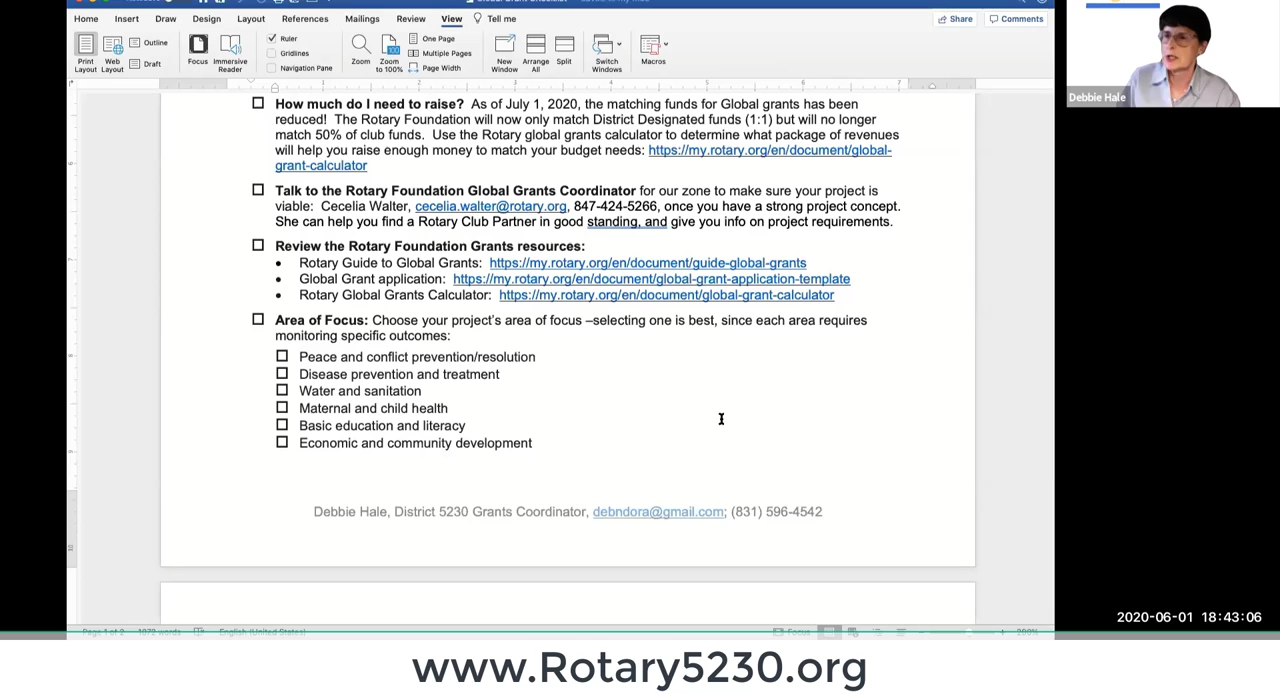 Home Insert Draw Design Layout References Mailings Review View Tell me Share Comments
Print Layout
Web Layout
Outline
Draft
Focus
Immersive Reader
Ruler
Gridlines
Navigation Pane
Zoom
Zoom to 100%
One Page
Multiple Pages
Page Width
New Window
Arrange All
Split
Switch Windows
Macros
Debbie Hale
How much do I need to raise? As of July 1, 2020, the matching funds for Global grants has been
reduced! The Rotary Foundation will now only match District Designated funds (1:1) but will no longer
match 50% of club funds. Use the Rotary global grants calculator to determine what package of revenues
will help you raise enough money to match your budget needs: https://my.rotary.org/en/document/global-
grant-calculator
Talk to the Rotary Foundation Global Grants Coordinator for our zone to make sure your project is
viable: Cecelia Walter, cecelia.walter@rotary.org, 847-424-5266, once you have a strong project concept.
She can help you find a Rotary Club Partner in good standing, and give you info on project requirements.
Review the Rotary Foundation Grants resources:
• Rotary Guide to Global Grants: https://my.rotary.org/en/document/guide-global-grants
• Global Grant application: https://my.rotary.org/en/document/global-grant-application-template
• Rotary Global Grants Calculator: https://my.rotary.org/en/document/global-grant-calculator
Area of Focus: Choose your project's area of focus –selecting one is best, since each area requires
monitoring specific outcomes:
Peace and conflict prevention/resolution
Disease prevention and treatment
Water and sanitation
Maternal and child health
Basic education and literacy
Economic and community development
Debbie Hale, District 5230 Grants Coordinator, debndora@gmail.com; (831) 596-4542
2020-06-01 18:43:06
www.Rotary5230.org